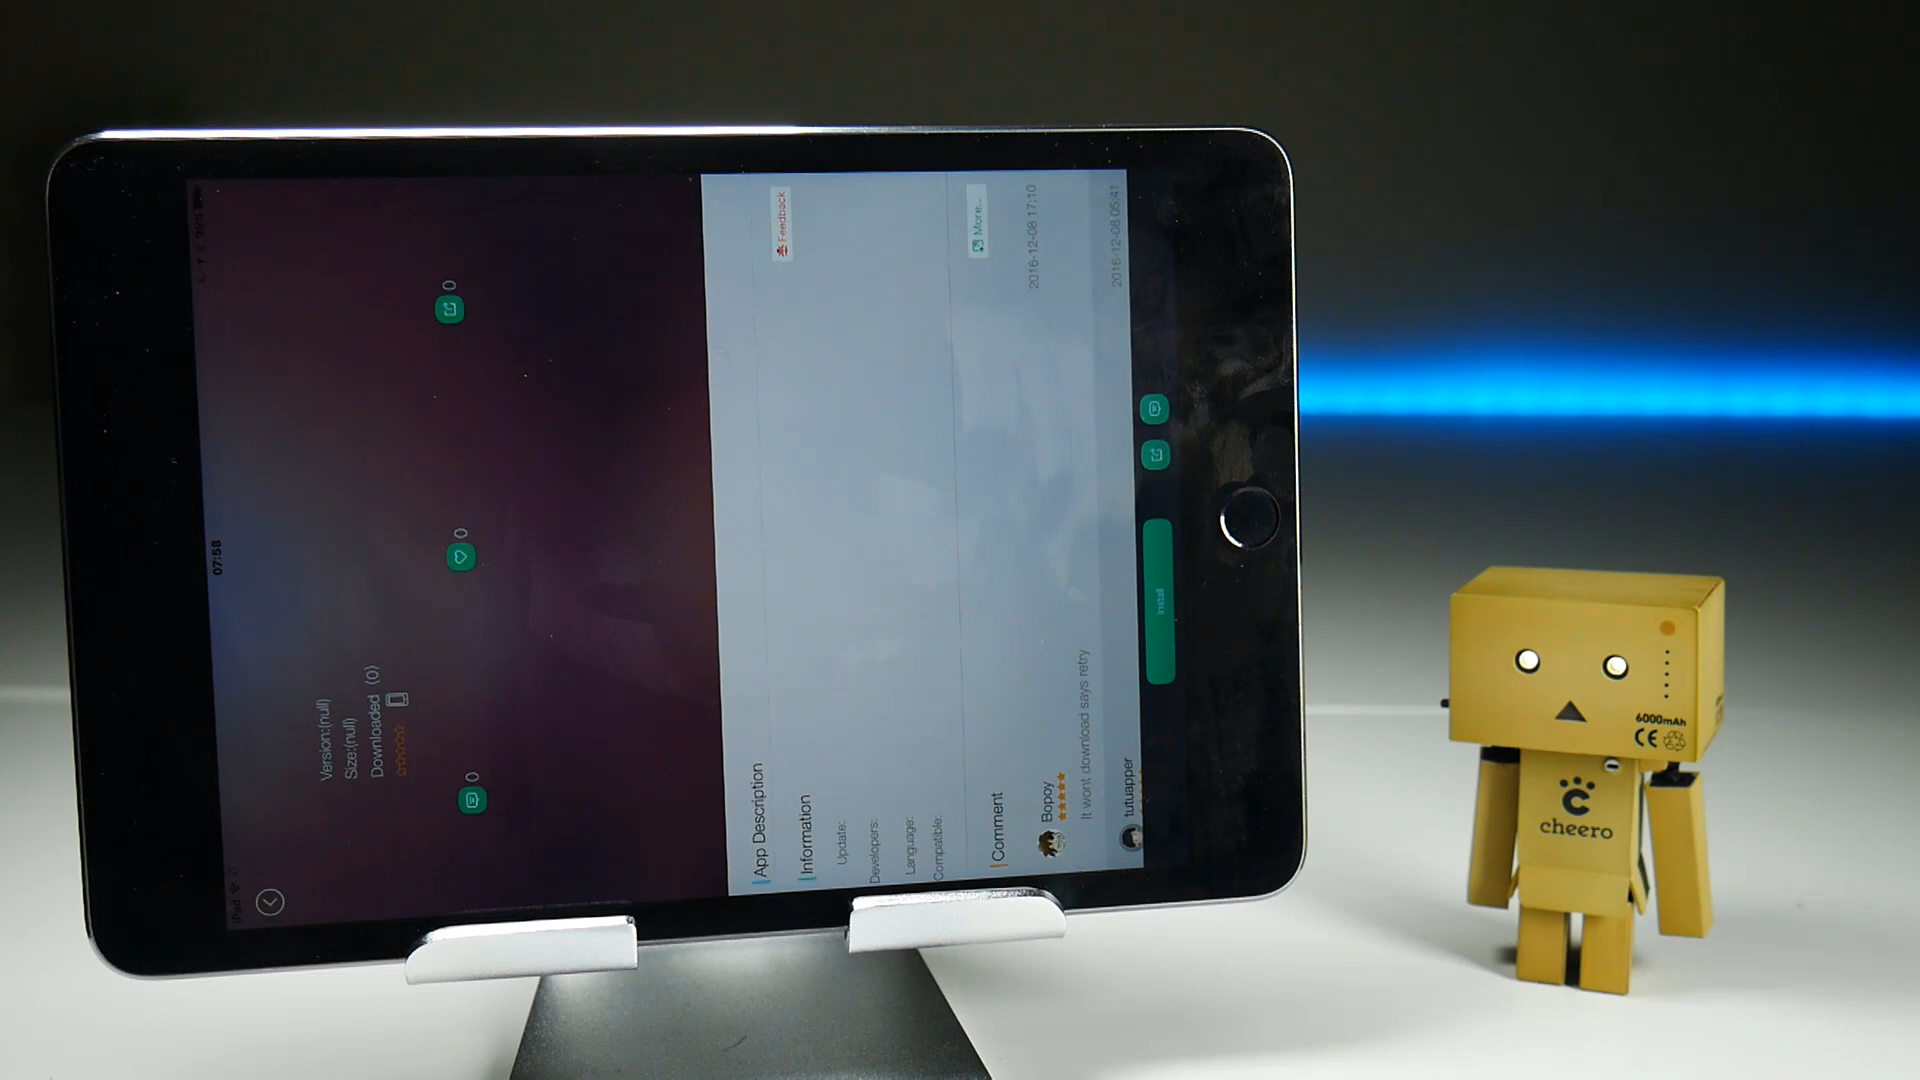 iPad
07:58
99%
Version:(null)
Size:(null)
Downloaded (0)
0
0
0
App Description
Feedback
Information
Update:
Developers:
Language:
Compatible:
Comment
More...
Bopoy
2016-12-08 17:10
It wont download says retry
tutuapper
2016-12-08 05:41
Install
6000mAh
CE
cheero